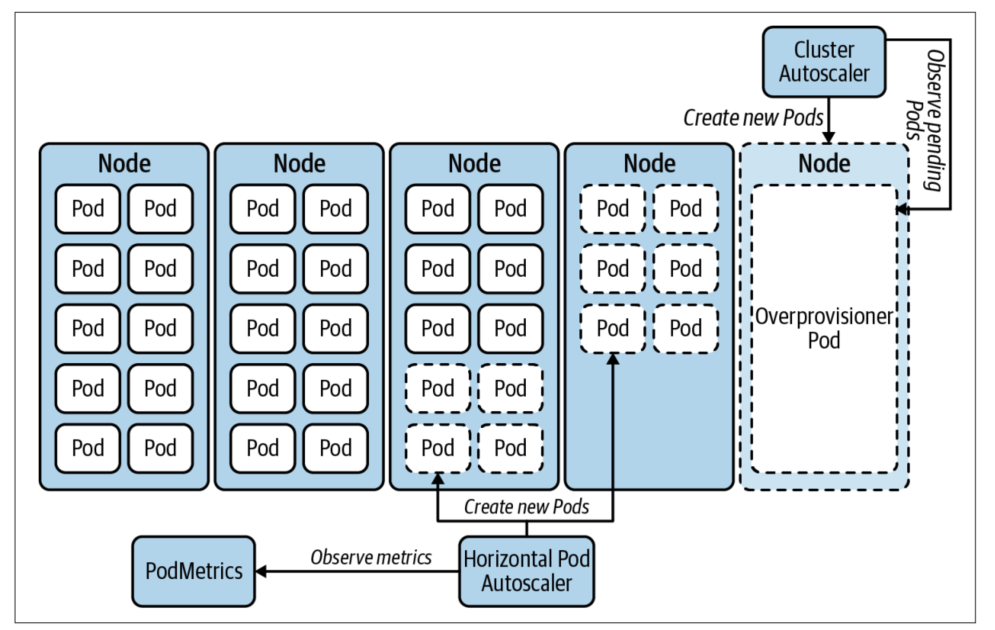 Cluster
Autoscaler
Observe pending
Pods
Create new Pods
Node Node Node Node Node
Pod Pod Pod Pod Pod Pod Pod Pod
Pod Pod Pod Pod Pod Pod Pod Pod
Pod Pod Pod Pod Pod Pod Pod Pod
Overprovisioner
Pod
Pod Pod Pod Pod Pod Pod
Pod Pod Pod Pod Pod Pod
Create new Pods
PodMetrics
Observe metrics
Horizontal Pod
Autoscaler